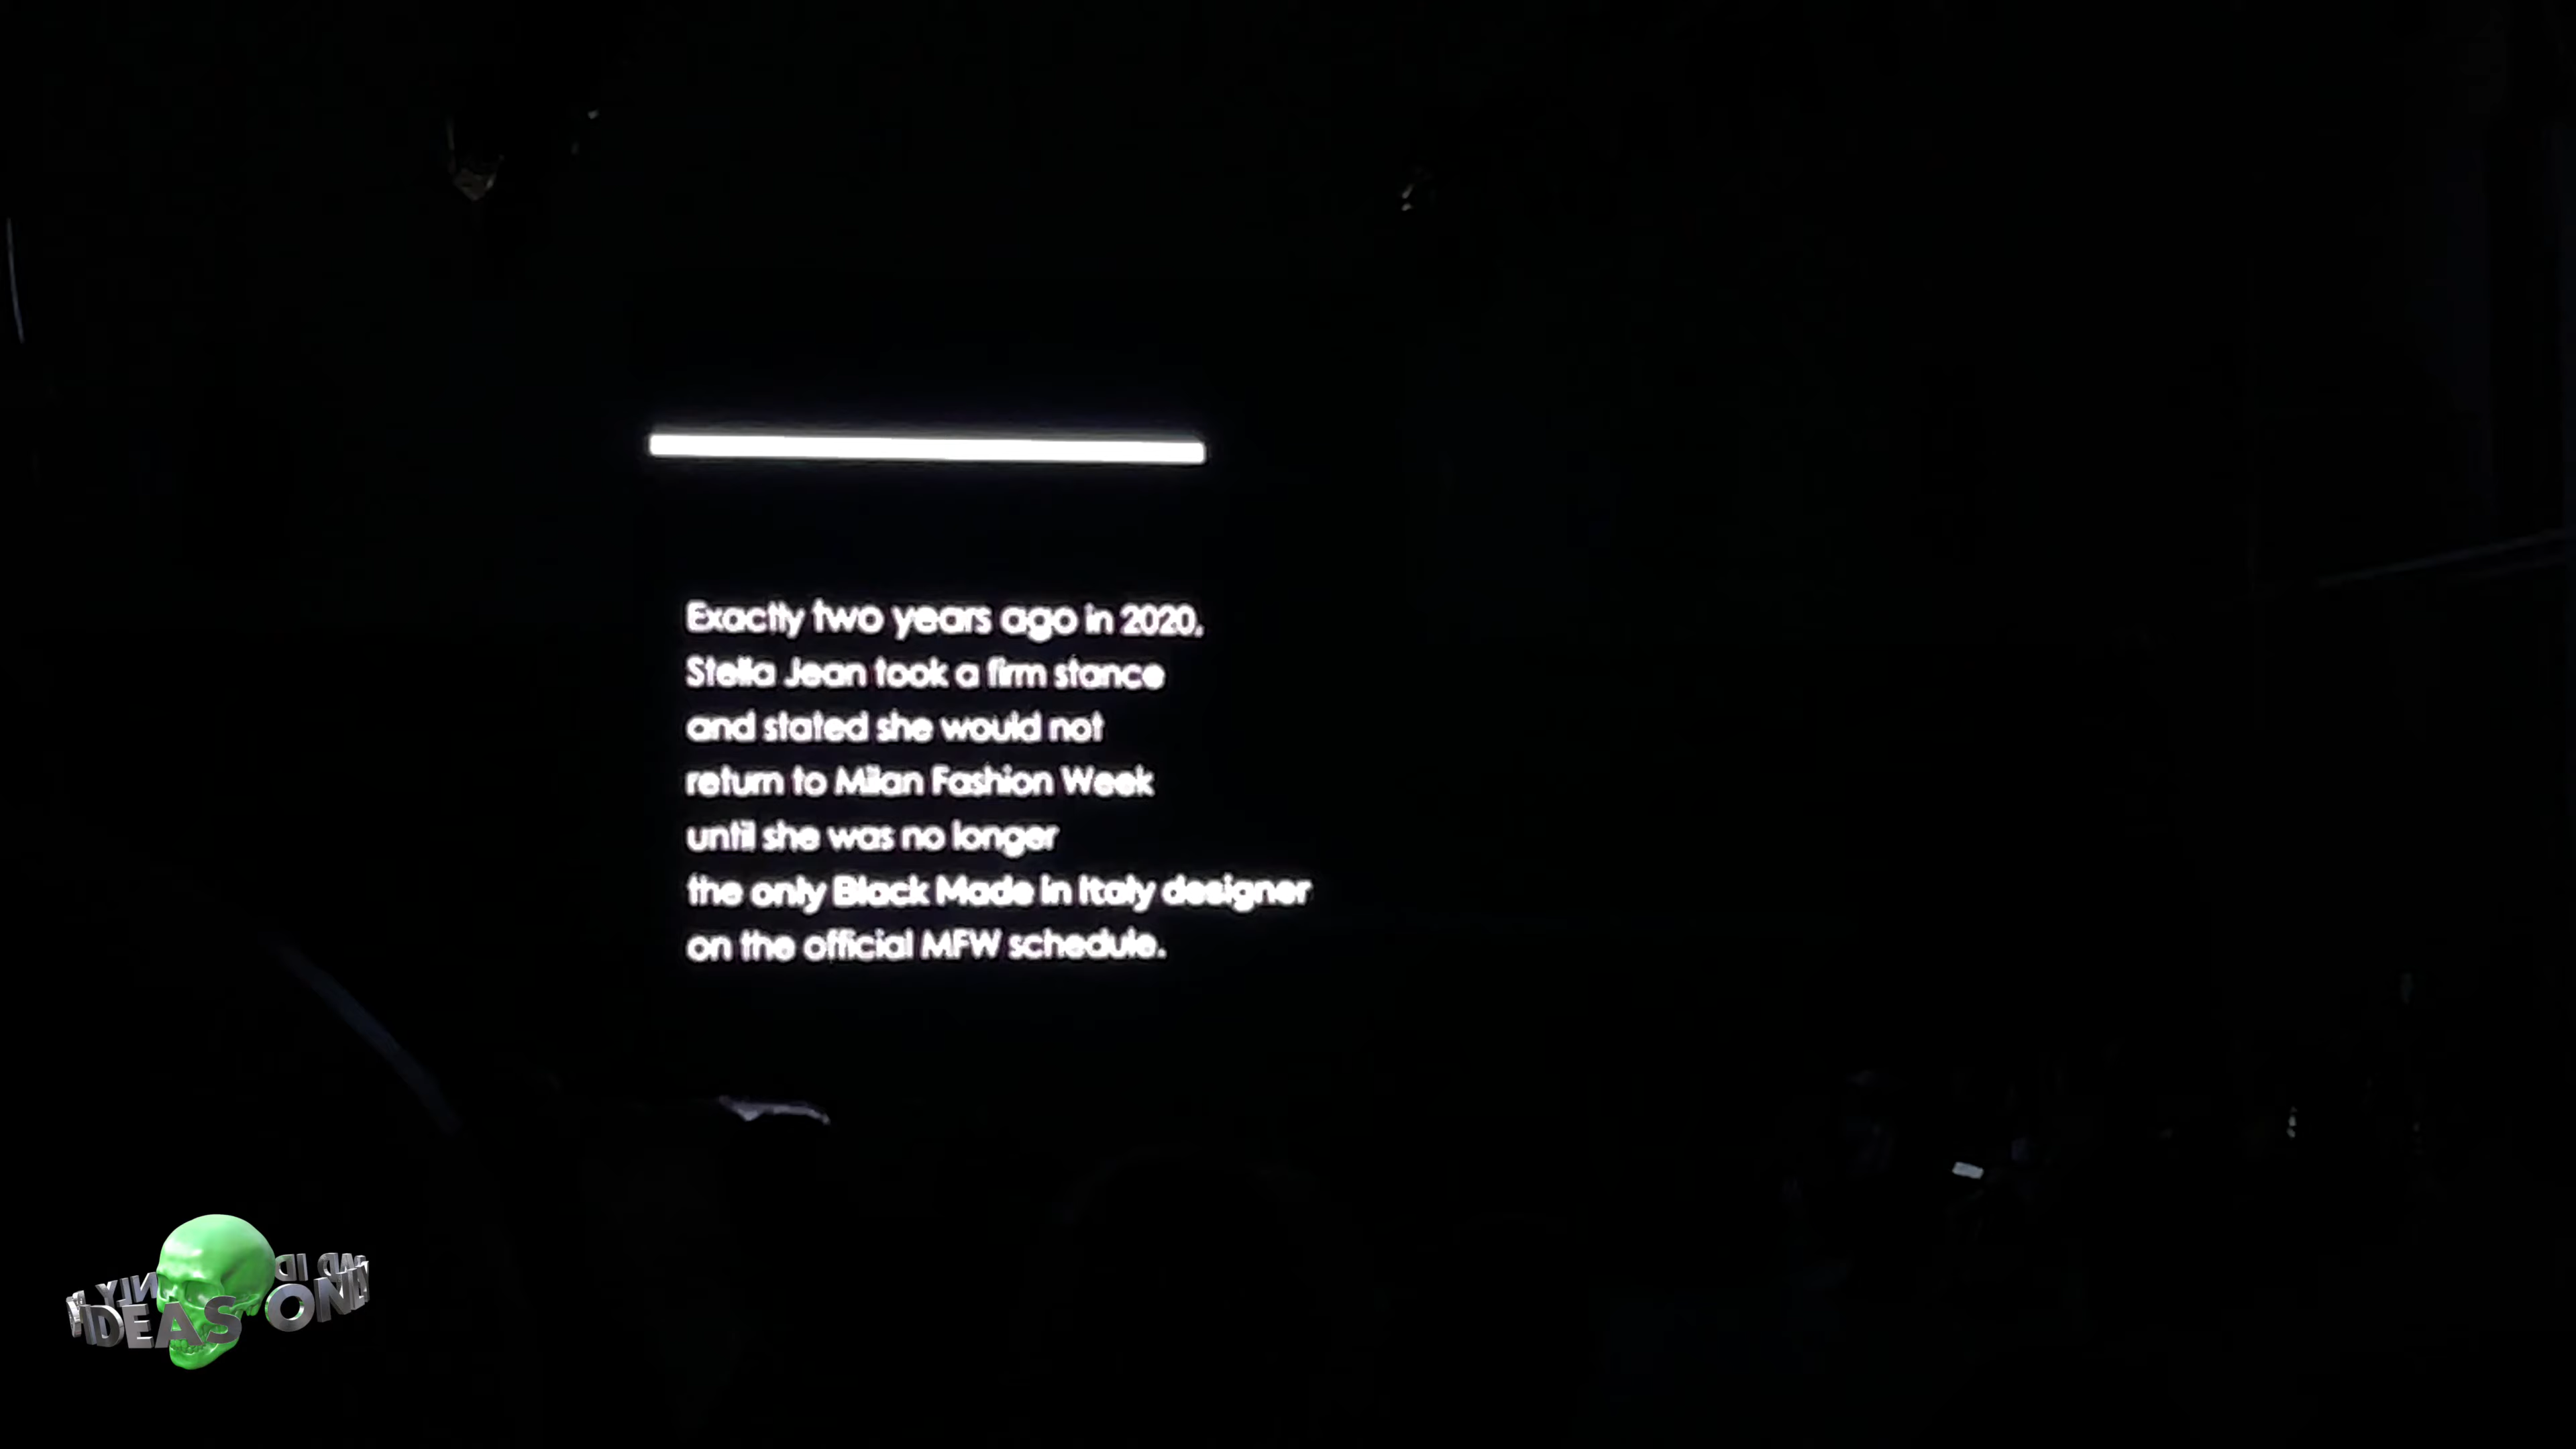 Exactly two years ago in 2020,
Stella Jean took a firm stance
and stated she would not
return to Milan Fashion Week
until she was no longer
the only Black Made in Italy designer
on the official MFW schedule.
IDEAS ONLY